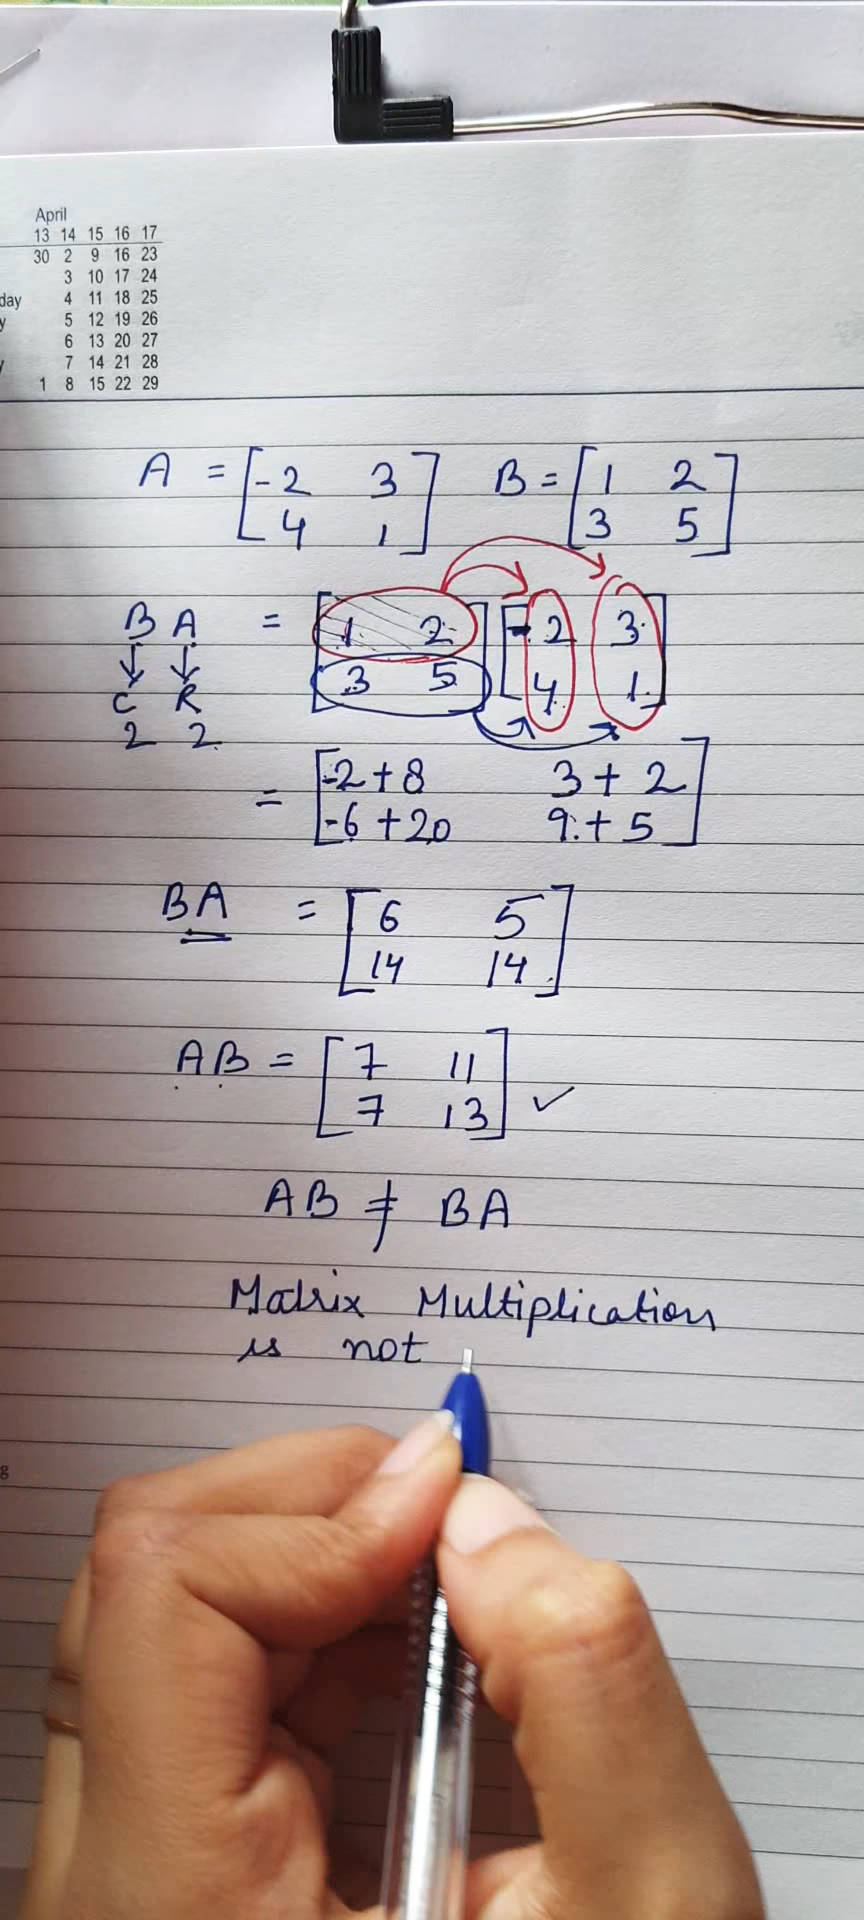 April
13 14 15 16 17
30 2 9 16 23
3 10 17 24
day 4 11 18 25
y 5 12 19 26
6 13 20 27
7 14 21 28
1 8 15 22 29
A = [-2 3 B = [1 2
4 1] 3 5]
B A = [1 2 [-2 3
↓ ↓ 3 5] 4 1]
C R
2 2
= [-2+8 3+2
-6+20 9+5]
BA = [6 5
14 14]
AB = [7 11
7 13] ✓
AB ≠ BA
Matrix Multiplication
is not
g